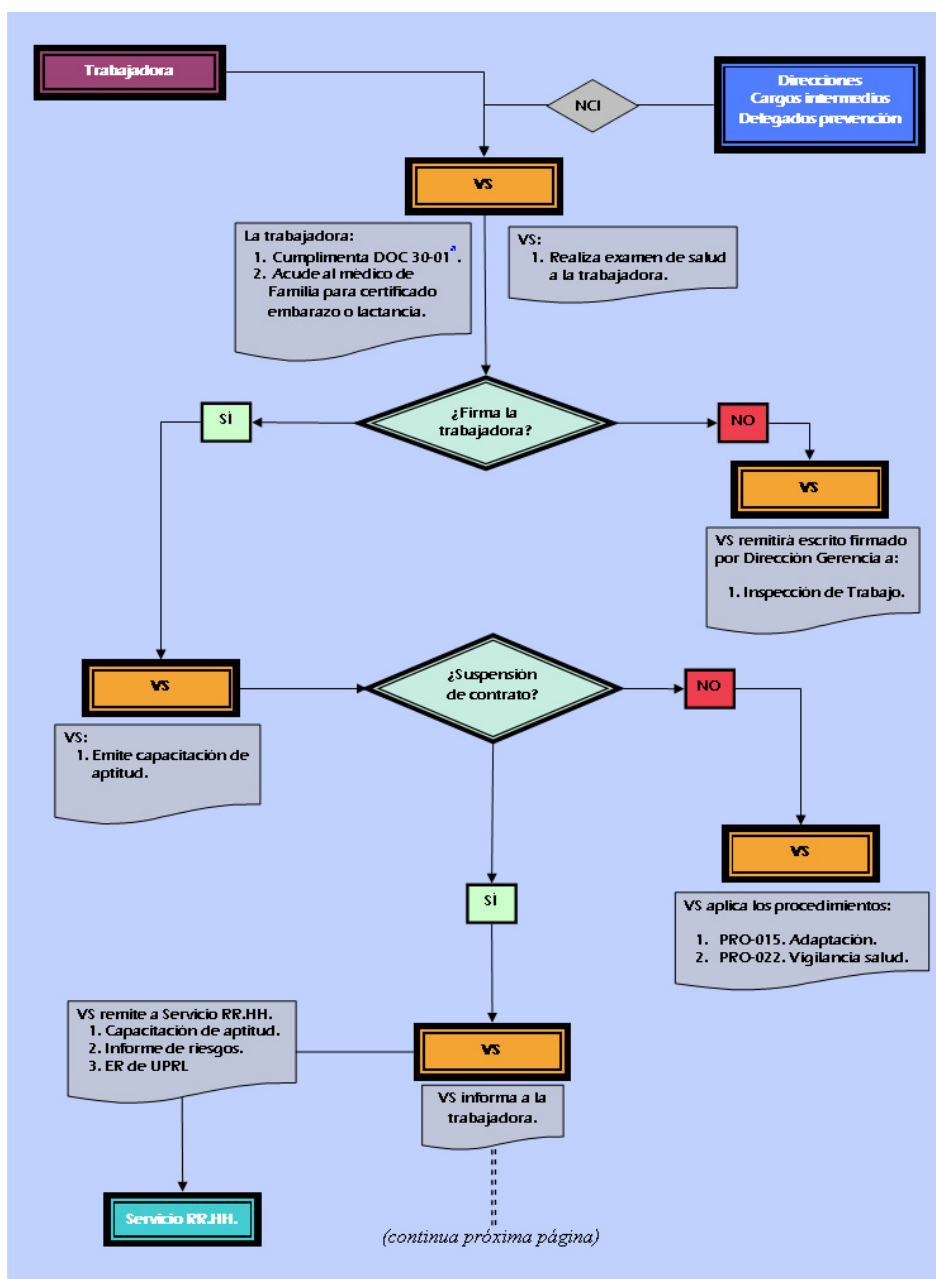 Trabajadora
NCI
Direcciones
Cargos intermedios
Delegados prevención
VS
La trabajadora:
1. Cumplimenta DOC 30-01.
2. Acude al médico de
Familia para certificado
embarazo o lactancia.
VS:
1. Realiza examen de salud
a la trabajadora.
¿Firma la
trabajadora?
SÌ
NO
VS
VS remitirá escrito firmado
por Dirección Gerencia a:
1. Inspección de Trabajo.
VS
¿Suspensión
de contrato?
NO
VS:
1. Emite capacitación de
aptitud.
VS
SÌ
VS aplica los procedimientos:
1. PRO-015. Adaptación.
2. PRO-022. Vigilancia salud.
VS remite a Servicio RR.HH.
1. Capacitación de aptitud.
2. Informe de riesgos.
3. ER de UPRL
VS
VS informa a la
trabajadora.
Servicio RR.HH.
(continua próxima página)